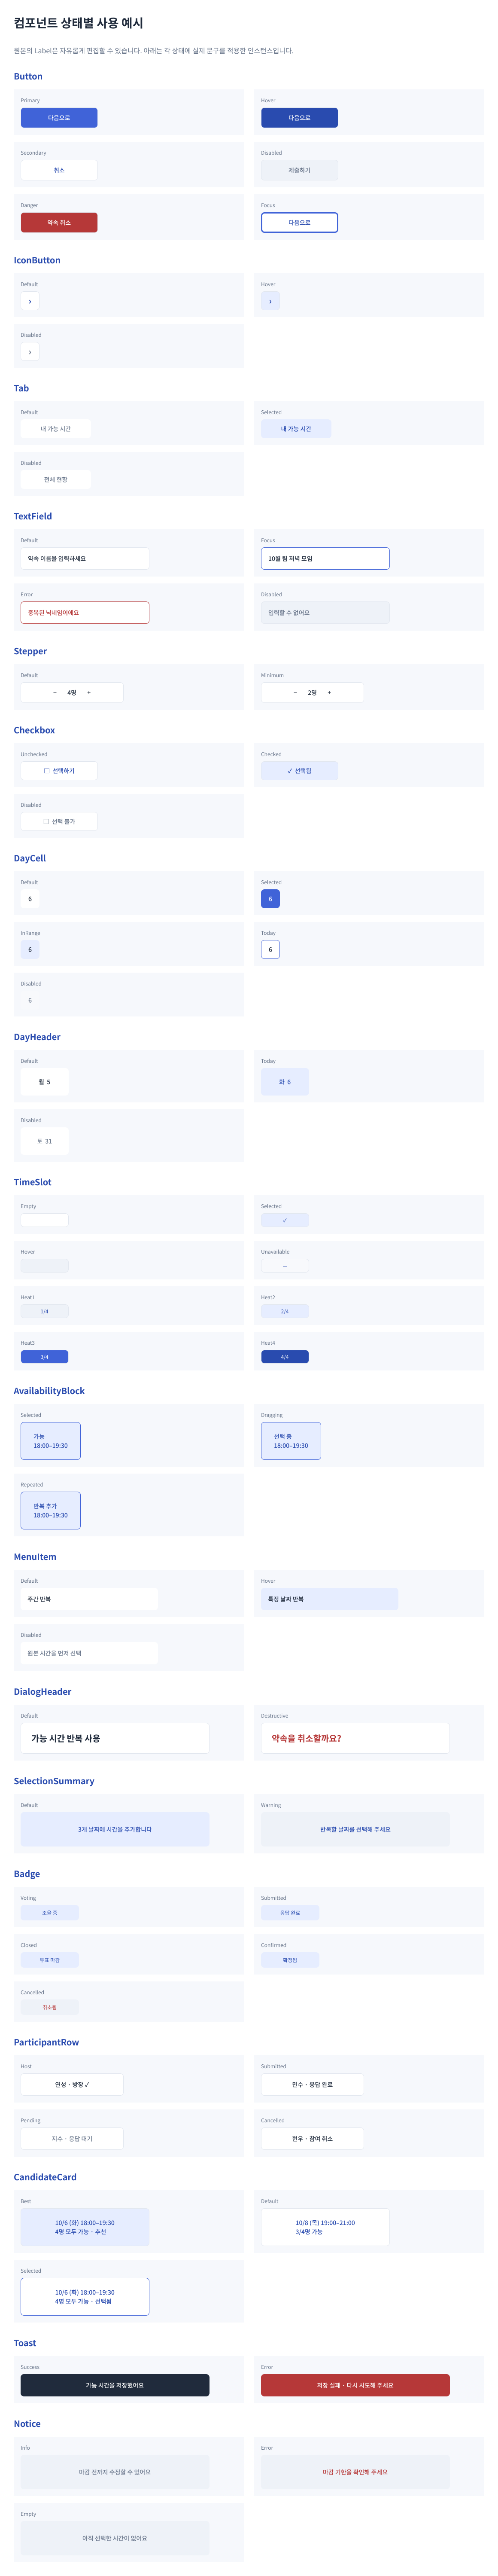 컴포넌트 상태별 사용 예시
원본의 Label은 자유롭게 편집할 수 있습니다. 아래는 각 상태에 실제 문구를 적용한 인스턴스입니다.
Button
Primary
다음으로
Hover
다음으로
Secondary
취소
Disabled
제출하기
Danger
약속 취소
Focus
다음으로
IconButton
Default
›
Hover
›
Disabled
›
Tab
Default
내 가능 시간
Selected
내 가능 시간
Disabled
전체 현황
TextField
Default
약속 이름을 입력하세요
Focus
10월 팀 저녁 모임
Error
중복된 닉네임이에요
Disabled
입력할 수 없어요
Stepper
Default
− 4명 +
Minimum
− 2명 +
Checkbox
Unchecked
☐ 선택하기
Checked
✓ 선택됨
Disabled
☐ 선택 불가
DayCell
Default
6
Selected
6
InRange
6
Today
6
Disabled
6
DayHeader
Default
월 5
Today
화 6
Disabled
토 31
TimeSlot
Empty
Selected
✓
Hover
Unavailable
—
Heat1
1/4
Heat2
2/4
Heat3
3/4
Heat4
4/4
AvailabilityBlock
Selected
가능
18:00–19:30
Dragging
선택 중
18:00–19:30
Repeated
반복 추가
18:00–19:30
MenuItem
Default
주간 반복
Hover
특정 날짜 반복
Disabled
원본 시간을 먼저 선택
DialogHeader
Default
가능 시간 반복 사용
Destructive
약속을 취소할까요?
SelectionSummary
Default
3개 날짜에 시간을 추가합니다
Warning
반복할 날짜를 선택해 주세요
Badge
Voting
조율 중
Submitted
응답 완료
Closed
투표 마감
Confirmed
확정됨
Cancelled
취소됨
ParticipantRow
Host
연성 · 방장 ✓
Submitted
민수 · 응답 완료
Pending
지수 · 응답 대기
Cancelled
현우 · 참여 취소
CandidateCard
Best
10/6 (화) 18:00–19:30
4명 모두 가능 · 추천
Default
10/8 (목) 19:00–21:00
3/4명 가능
Selected
10/6 (화) 18:00–19:30
4명 모두 가능 · 선택됨
Toast
Success
가능 시간을 저장했어요
Error
저장 실패 · 다시 시도해 주세요
Notice
Info
마감 전까지 수정할 수 있어요
Error
마감 기한을 확인해 주세요
Empty
아직 선택한 시간이 없어요